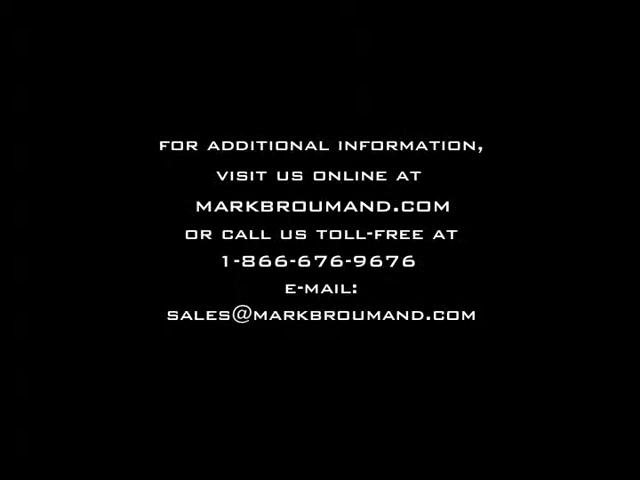 FOR ADDITIONAL INFORMATION,
VISIT US ONLINE AT
MARKBROUMAND.COM
OR CALL US TOLL-FREE AT
1-866-676-9676
E-MAIL:
SALES@MARKBROUMAND.COM